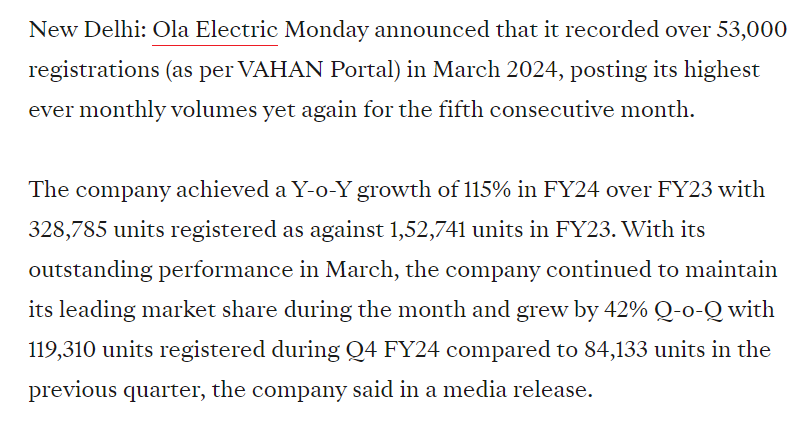 New Delhi: Ola Electric Monday announced that it recorded over 53,000
registrations (as per VAHAN Portal) in March 2024, posting its highest
ever monthly volumes yet again for the fifth consecutive month.
The company achieved a Y-o-Y growth of 115% in FY24 over FY23 with
328,785 units registered as against 1,52,741 units in FY23. With its
outstanding performance in March, the company continued to maintain
its leading market share during the month and grew by 42% Q-o-Q with
119,310 units registered during Q4 FY24 compared to 84,133 units in the
previous quarter, the company said in a media release.